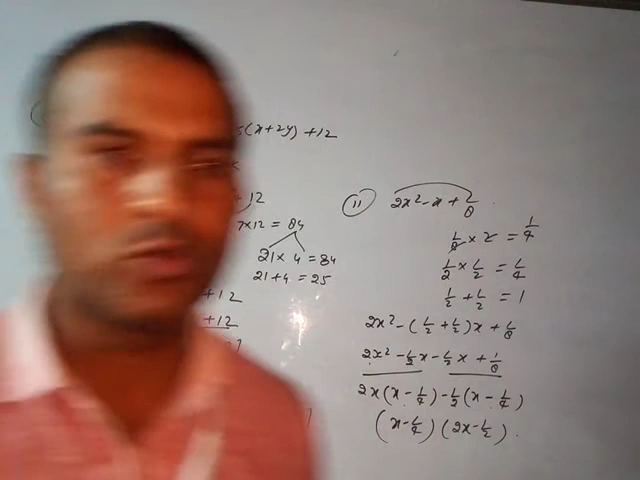 (x+2y) +12
12
7×12 = 84
21 × 4 = 84
21 + 4 = 25
+12
+12
11 2x² - x + 1/8
1/8 × 2 = 1/4
1/2 × 1/2 = 1/4
1/2 + 1/2 = 1
2x² - (1/2 + 1/2)x + 1/8
2x² - 1/2x - 1/2x + 1/8
2x(x - 1/4) - 1/2(x - 1/4)
(x - 1/4) (2x - 1/2).